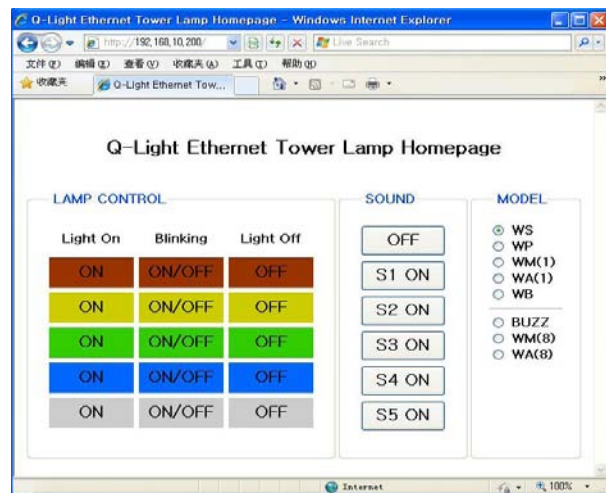 Q-Light Ethernet Tower Lamp Homepage - Windows Internet Explorer
http://192,168,10,200/
Live Search
文件(F) 编辑(E) 查看(V) 收藏夹(A) 工具(T) 帮助(H)
收藏夹 Q-Light Ethernet Tow...
Q-Light Ethernet Tower Lamp Homepage
LAMP CONTROL
Light On Blinking Light Off
ON ON/OFF OFF
ON ON/OFF OFF
ON ON/OFF OFF
ON ON/OFF OFF
ON ON/OFF OFF
SOUND
OFF
S1 ON
S2 ON
S3 ON
S4 ON
S5 ON
MODEL
WS
WP
WM(1)
WA(1)
WB
BUZZ
WM(8)
WA(8)
Internet 100%